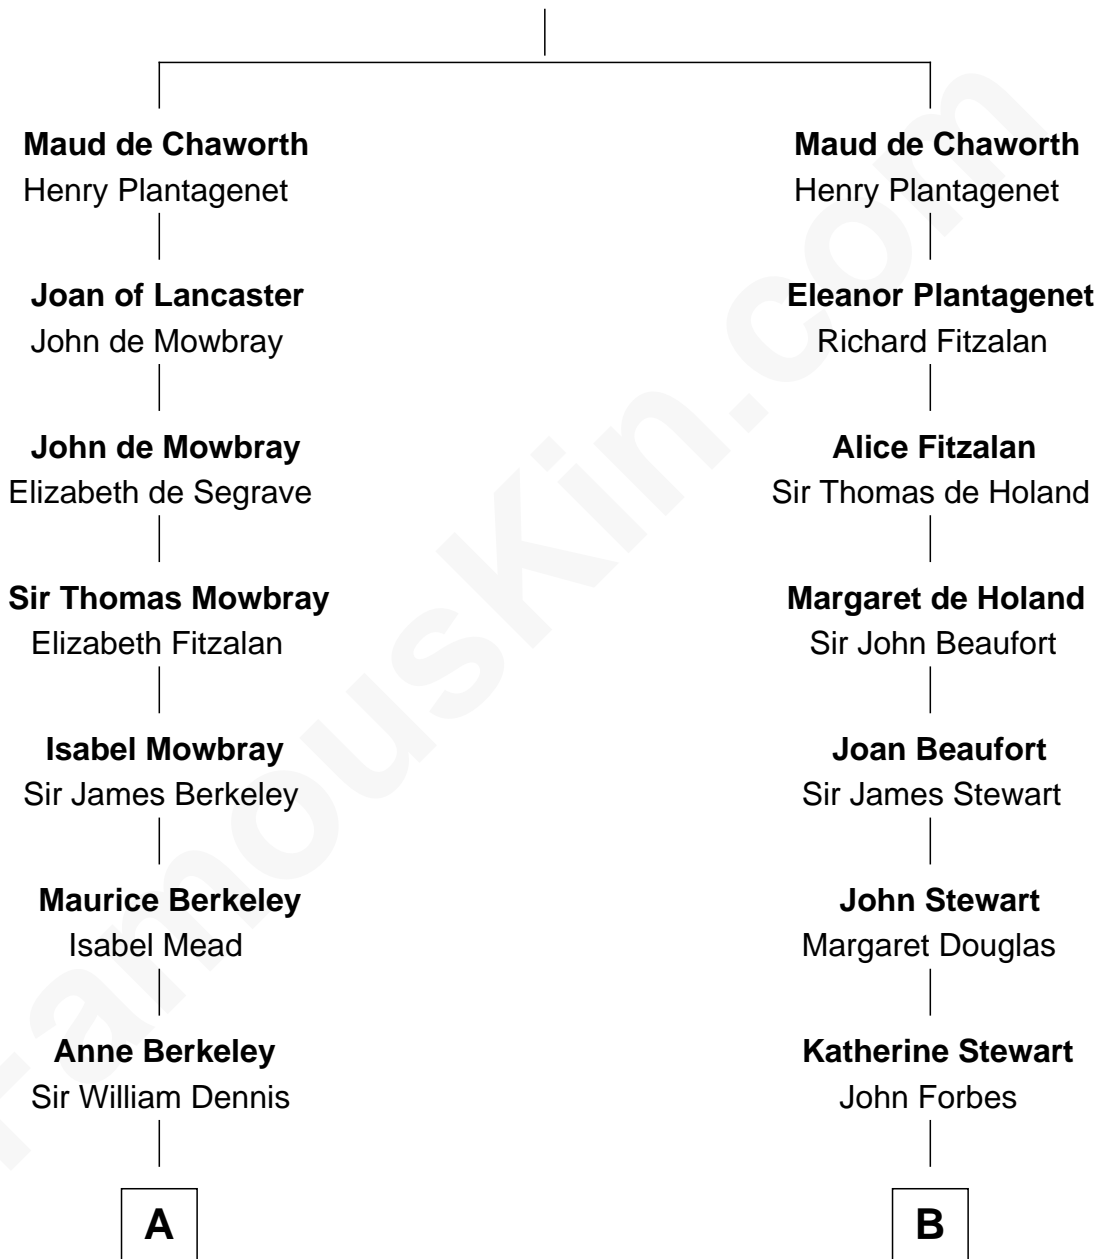 Maud de Chaworth
Henry Plantagenet
Joan of Lancaster
John de Mowbray
John de Mowbray
Elizabeth de Segrave
Sir Thomas Mowbray
Elizabeth Fitzalan
Isabel Mowbray
Sir James Berkeley
Maurice Berkeley
Isabel Mead
Anne Berkeley
Sir William Dennis
A
Maud de Chaworth
Henry Plantagenet
Eleanor Plantagenet
Richard Fitzalan
Alice Fitzalan
Sir Thomas de Holand
Margaret de Holand
Sir John Beaufort
Joan Beaufort
Sir James Stewart
John Stewart
Margaret Douglas
Katherine Stewart
John Forbes
B
FamousKin.com